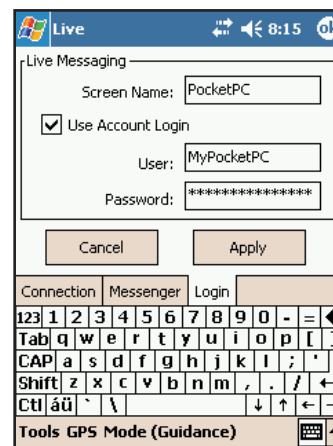 Live 8:15 ok
Live Messaging
Screen Name: PocketPC
Use Account Login
User: MyPocketPC
Password: ***************
Cancel Apply
Connection Messenger Login
123 1 2 3 4 5 6 7 8 9 0 - =
Tab q w e r t y u i o p [ ]
CAP a s d f g h j k l ; '
Shift z x c v b n m , . /
Ctl áü ` \
Tools GPS Mode (Guidance)